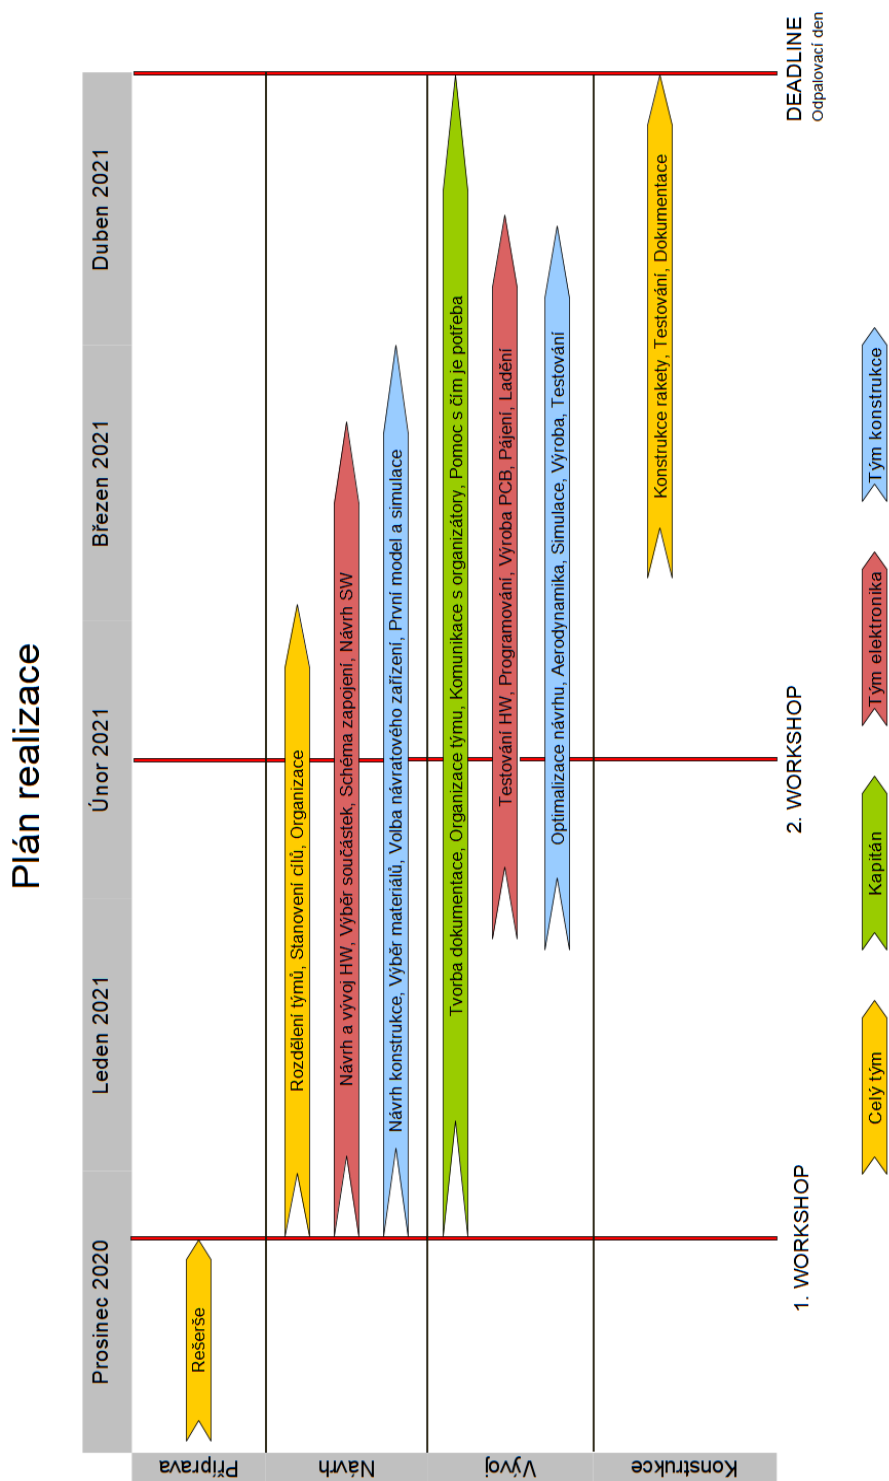 Plán realizace
Prosinec 2020
Leden 2021
Únor 2021
Březen 2021
Duben 2021
Příprava
Rešerše
Návrh
Rozdělení týmů, Stanovení cílů, Organizace
Návrh a vývoj HW, Výběr součástek, Schéma zapojení, Návrh SW
Návrh konstrukce, Výběr materiálů, Volba návratového zařízení, První model a simulace
Vývoj
Tvorba dokumentace, Organizace týmu, Komunikace s organizátory, Pomoc s čím je potřeba
Testování HW, Programování, Výroba PCB, Pájení, Ladění
Optimalizace návrhu, Aerodynamika, Simulace, Výroba, Testování
Konstrukce
Konstrukce rakety, Testování, Dokumentace
1. WORKSHOP
2. WORKSHOP
DEADLINE
Odpalovací den
Celý tým
Kapitán
Tým elektronika
Tým konstrukce